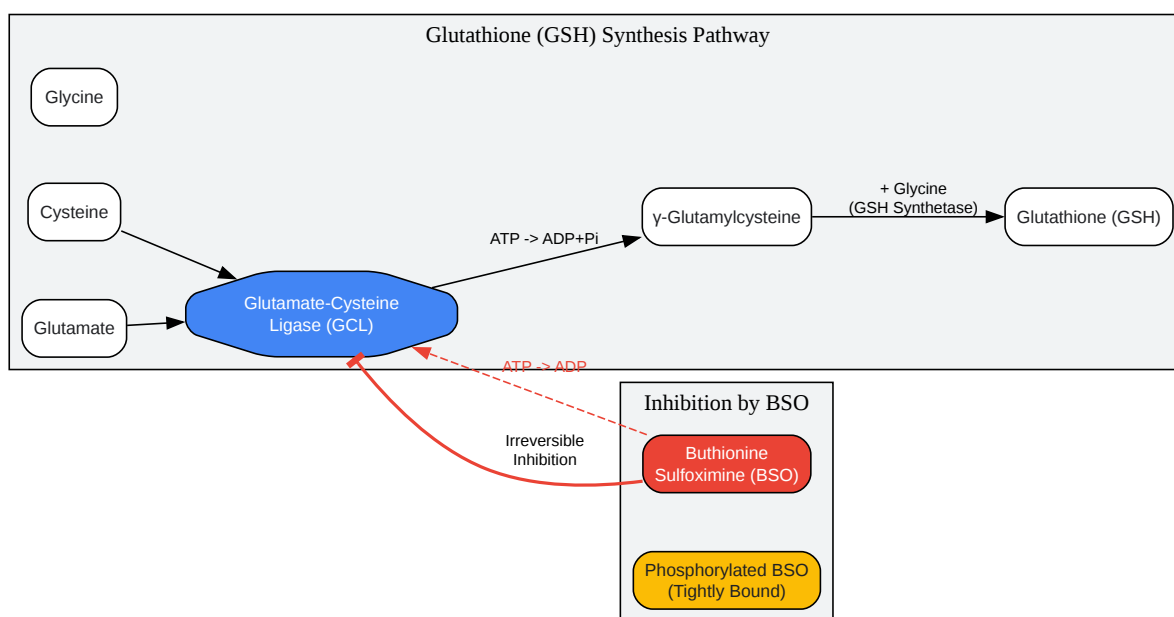 Glutathione (GSH) Synthesis Pathway
Glycine
Cysteine
Glutamate
Glutamate-Cysteine
Ligase (GCL)
ATP -> ADP+Pi
γ-Glutamylcysteine
+ Glycine
(GSH Synthetase)
Glutathione (GSH)
ATP -> ADP
Irreversible
Inhibition
Inhibition by BSO
Buthionine
Sulfoximine (BSO)
Phosphorylated BSO
(Tightly Bound)